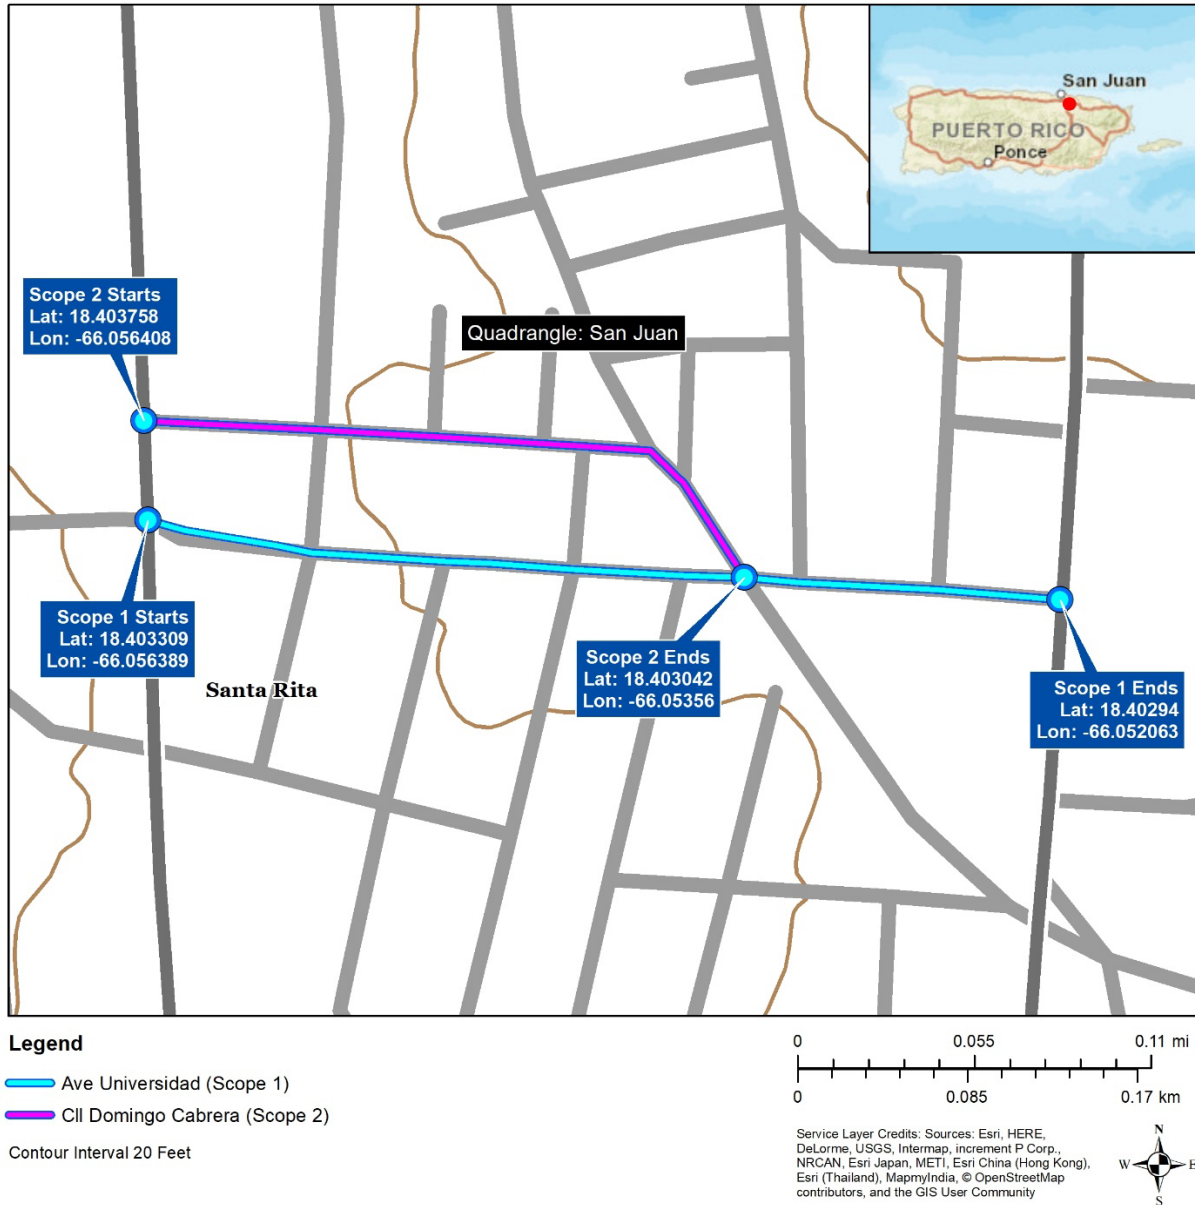 San Juan
PUERTO RICO
Ponce
Scope 2 Starts
Lat: 18.403758
Lon: -66.056408
Quadrangle: San Juan
Scope 1 Starts
Lat: 18.403309
Lon: -66.056389
Scope 2 Ends
Lat: 18.403042
Lon: -66.05356
Scope 1 Ends
Lat: 18.40294
Lon: -66.052063
Santa Rita
Legend
Ave Universidad (Scope 1)
Cll Domingo Cabrera (Scope 2)
Contour Interval 20 Feet
0 0.055 0.11 mi
0 0.085 0.17 km
Service Layer Credits: Sources: Esri, HERE,
DeLorme, USGS, Intermap, increment P Corp.,
NRCAN, Esri Japan, METI, Esri China (Hong Kong),
Esri (Thailand), MapmyIndia, © OpenStreetMap
contributors, and the GIS User Community
N
W E
S